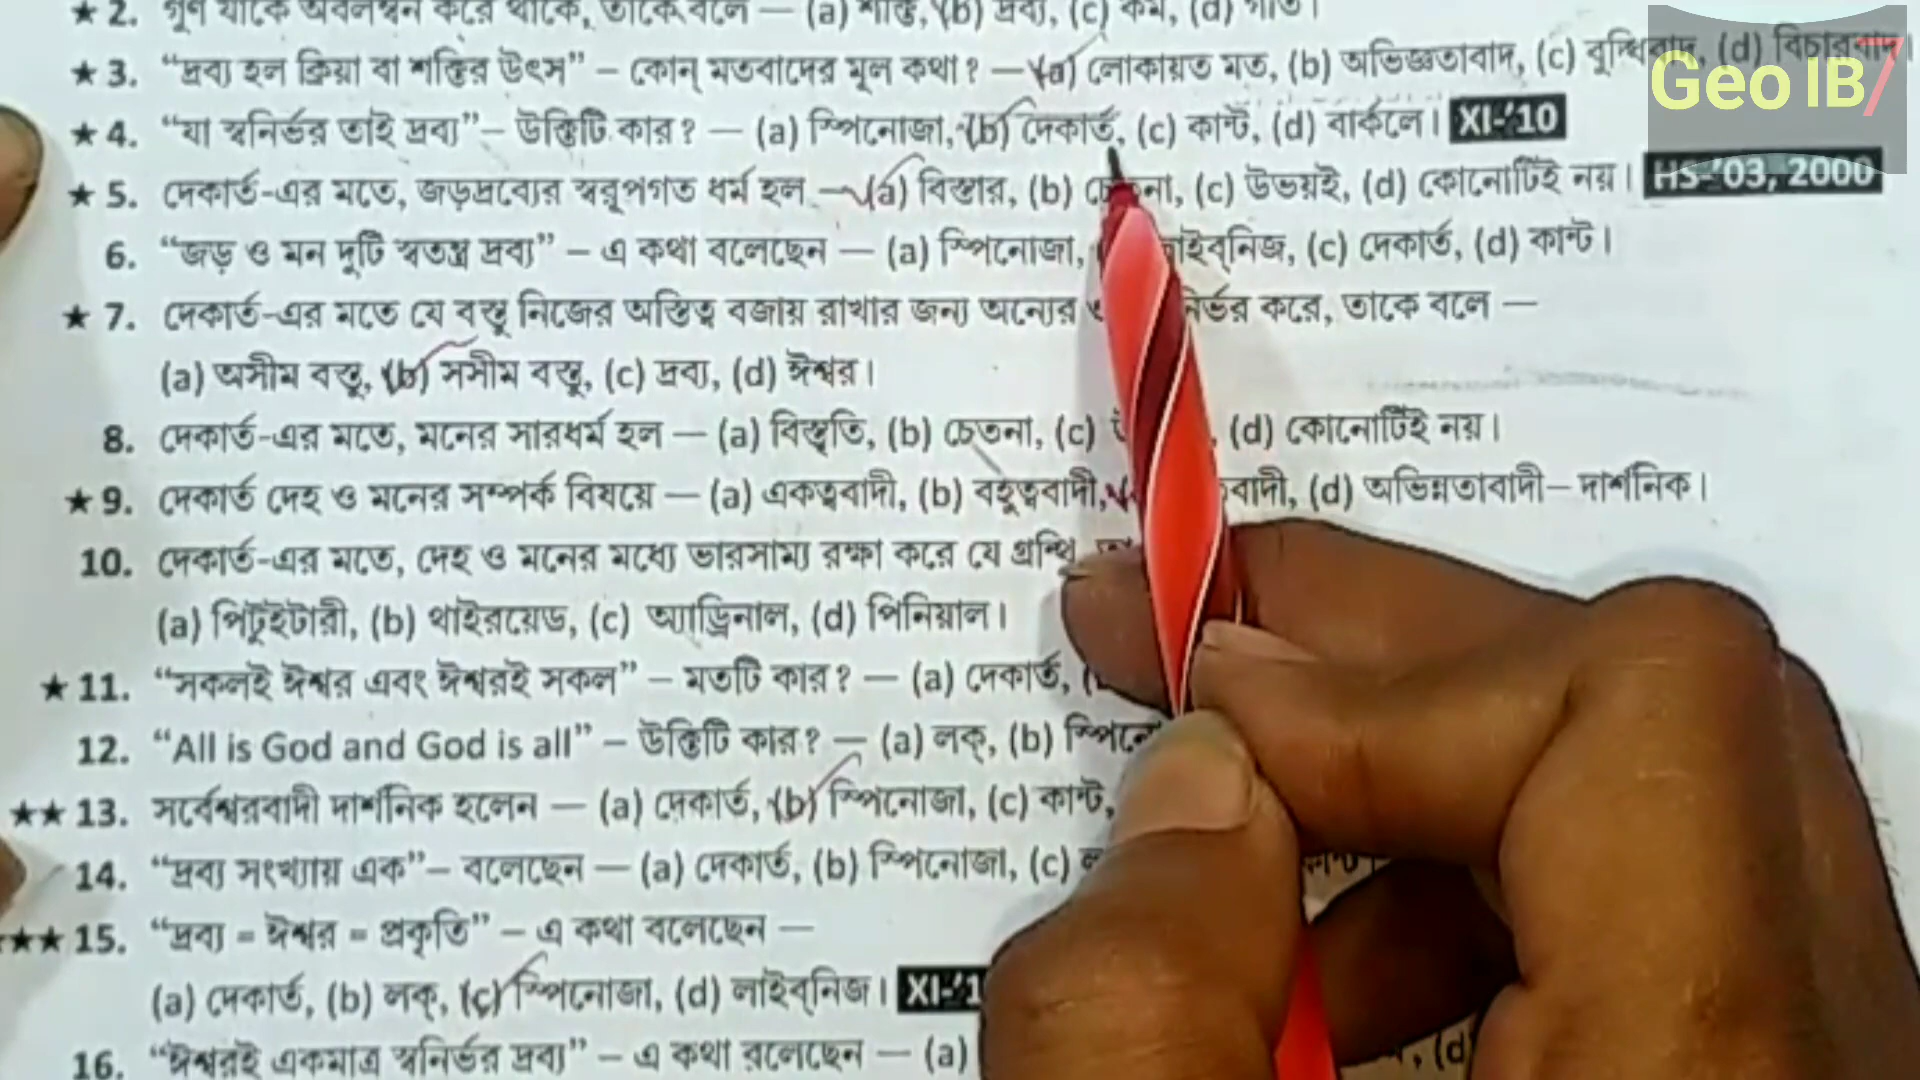 ★ 2. গুণ যাকে অবলম্বন করে থাকে, তাকে বলে — (a) শক্তি, (b) দ্রব্য, (c) কর্ম, (d) গতি।
★ 3. “দ্রব্য হল ক্রিয়া বা শক্তির উৎস” – কোন্ মতবাদের মূল কথা? — (a) লোকায়ত মত, (b) অভিজ্ঞতাবাদ, (c) বুদ্ধিবাদ, (d) বিচারবাদ।
Geo IB7
★ 4. “যা স্বনির্ভর তাই দ্রব্য”– উক্তিটি কার? — (a) স্পিনোজা, (b) দেকার্ত, (c) কান্ট, (d) বার্কলে। XI-’10
★ 5. দেকার্ত-এর মতে, জড়দ্রব্যের স্বরূপগত ধর্ম হল — (a) বিস্তার, (b) চেতনা, (c) উভয়ই, (d) কোনোটিই নয়। HS-’03, 2000
6. “জড় ও মন দুটি স্বতন্ত্র দ্রব্য” – এ কথা বলেছেন — (a) স্পিনোজা, লাইব্‌নিজ, (c) দেকার্ত, (d) কান্ট।
★ 7. দেকার্ত-এর মতে যে বস্তু নিজের অস্তিত্ব বজায় রাখার জন্য অন্যের নির্ভর করে, তাকে বলে —
(a) অসীম বস্তু, (b) সসীম বস্তু, (c) দ্রব্য, (d) ঈশ্বর।
8. দেকার্ত-এর মতে, মনের সারধর্ম হল — (a) বিস্তৃতি, (b) চেতনা, (c) , (d) কোনোটিই নয়।
★ 9. দেকার্ত দেহ ও মনের সম্পর্ক বিষয়ে — (a) একত্ববাদী, (b) বহুত্ববাদী, বাদী, (d) অভিন্নতাবাদী– দার্শনিক।
10. দেকার্ত-এর মতে, দেহ ও মনের মধ্যে ভারসাম্য রক্ষা করে যে গ্রন্থি
(a) পিটুইটারী, (b) থাইরয়েড, (c) অ্যাড্রিনাল, (d) পিনিয়াল।
★ 11. “সকলই ঈশ্বর এবং ঈশ্বরই সকল” – মতটি কার? — (a) দেকার্ত,
12. “All is God and God is all” – উক্তিটি কার? — (a) লক্, (b)
★★ 13. সর্বেশ্বরবাদী দার্শনিক হলেন — (a) দেকার্ত, (b) স্পিনোজা, (c) কান্ট,
14. “দ্রব্য সংখ্যায় এক”– বলেছেন — (a) দেকার্ত, (b) স্পিনোজা, (c)
★★★ 15. “দ্রব্য = ঈশ্বর = প্রকৃতি” – এ কথা বলেছেন —
(a) দেকার্ত, (b) লক্, (c) স্পিনোজা, (d) লাইব্‌নিজ। XI-’1
16. “ঈশ্বরই একমাত্র স্বনির্ভর দ্রব্য” – এ কথা বলেছেন — (a) , (d)